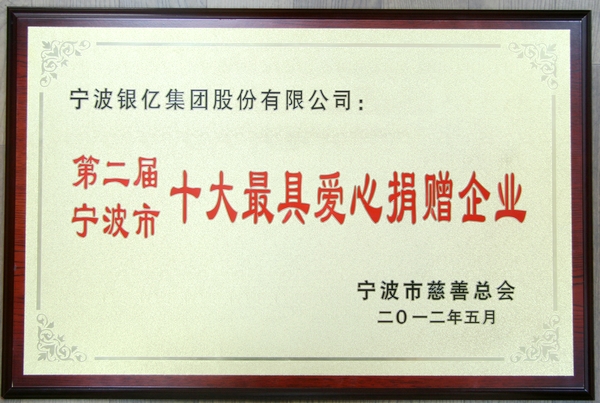 宁波银亿集团股份有限公司：
第二届
宁波市
十大最具爱心捐赠企业
宁波市慈善总会
二〇一二年五月